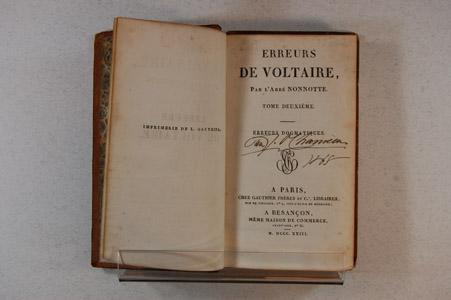 IMPRIMERIE DE L. GAUTHIER.
ERREURS
DE VOLTAIRE,
PAR L'ABBÉ NONNOTTE.
TOME DEUXIÈME.
ERREURS DOGMATIQUES.
A PARIS,
CHEZ GAUTHIER FRÈRES ET C.ie, LIBRAIRES,
A BESANÇON,
MÊME MAISON DE COMMERCE,
M. DCCC. XXIII.